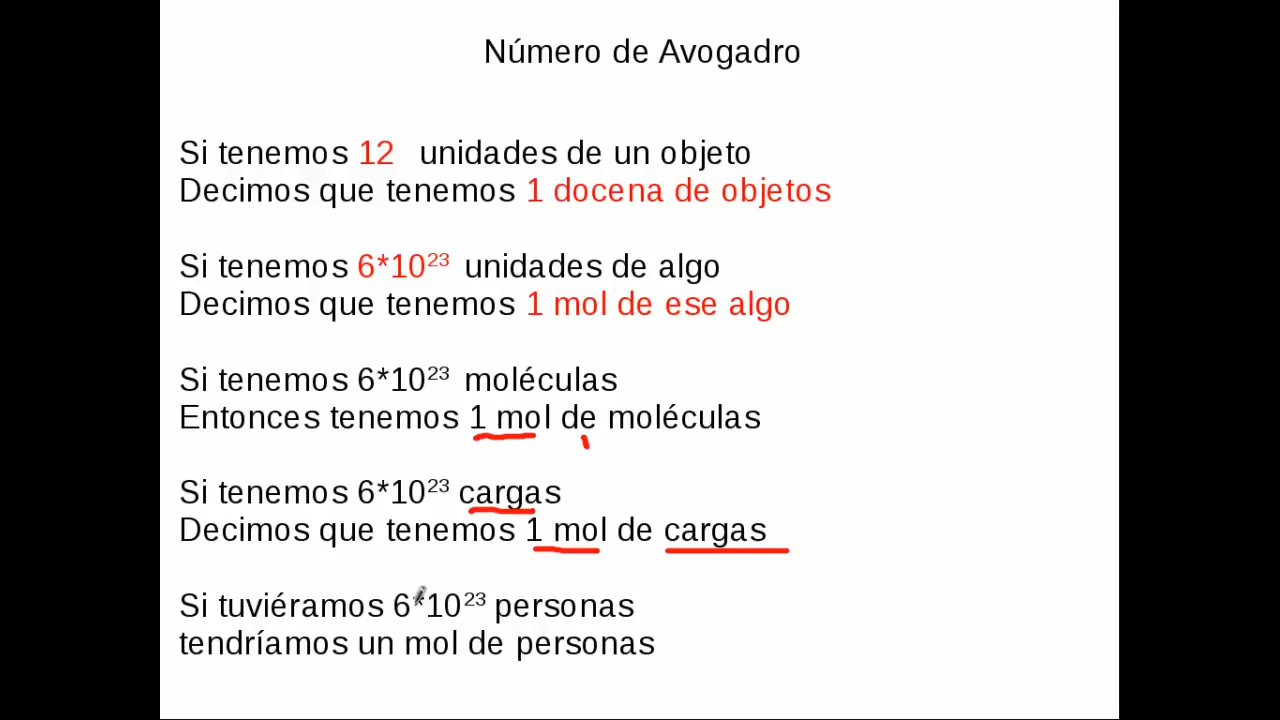 Número de Avogadro
Si tenemos 12 unidades de un objeto
Decimos que tenemos 1 docena de objetos
Si tenemos 6*10²³ unidades de algo
Decimos que tenemos 1 mol de ese algo
Si tenemos 6*10²³ moléculas
Entonces tenemos 1 mol de moléculas
Si tenemos 6*10²³ cargas
Decimos que tenemos 1 mol de cargas
Si tuviéramos 6*10²³ personas
tendríamos un mol de personas